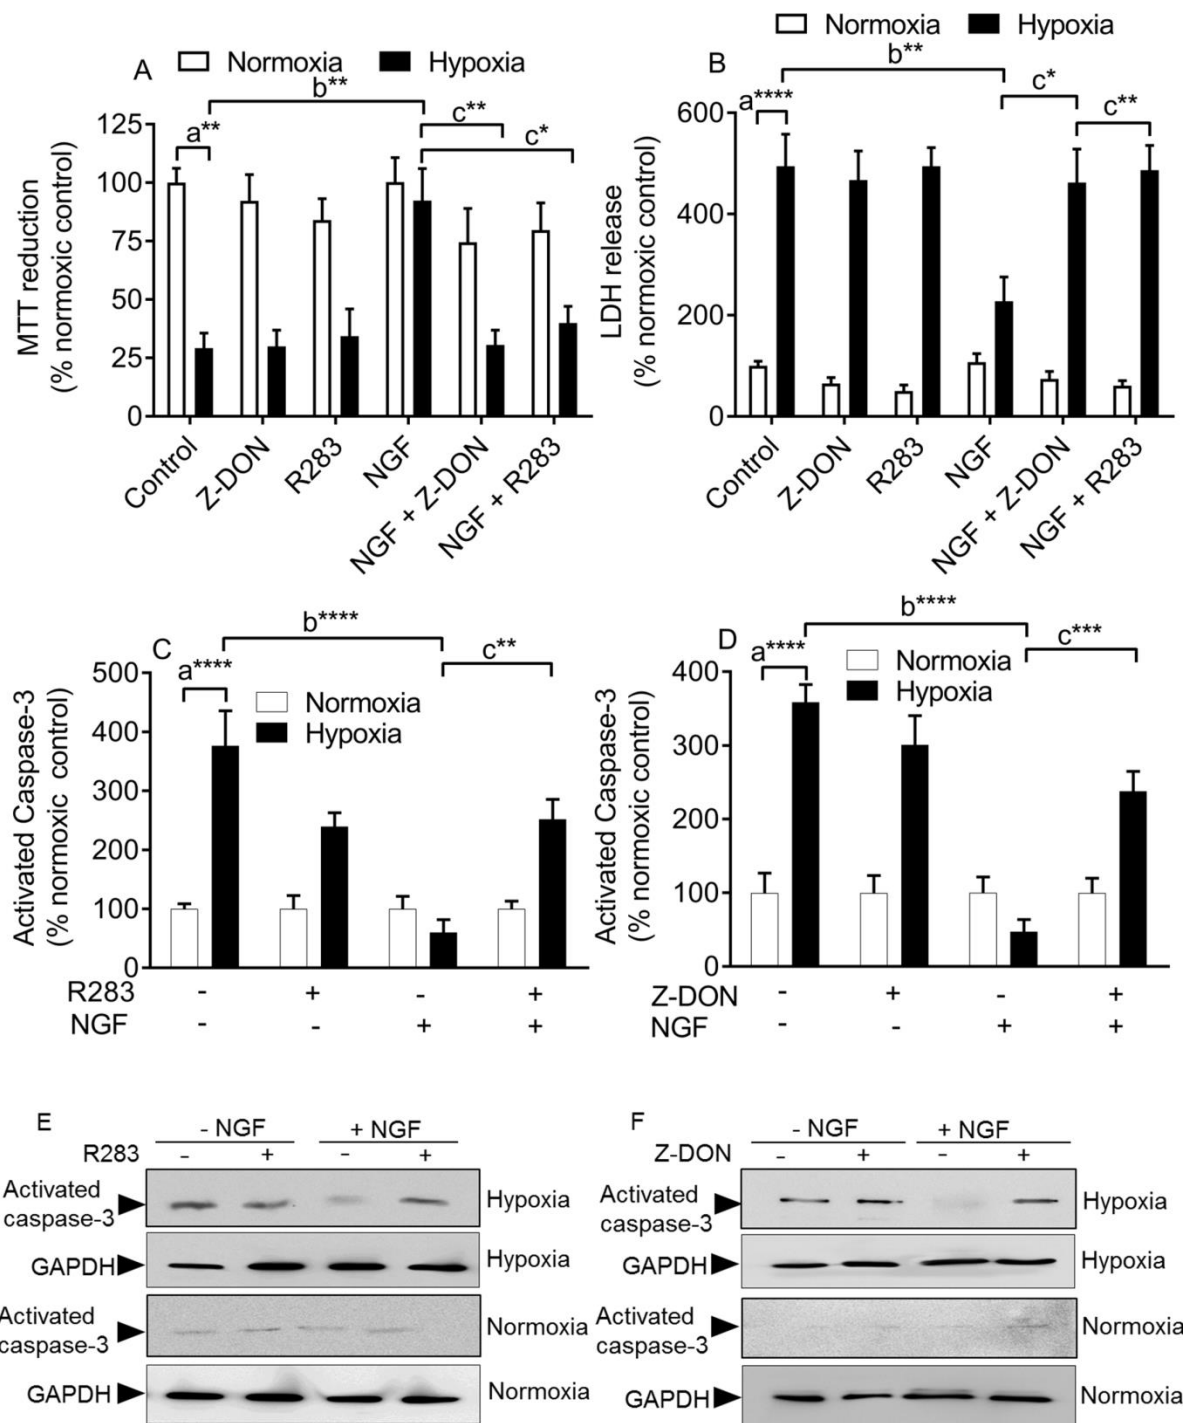 A
Normoxia Hypoxia
b**
c**
c*
a**
MTT reduction
(% normoxic control)
125
100
75
50
25
0
Control
Z-DON
R283
NGF
NGF + Z-DON
NGF + R283
Normoxia Hypoxia
B
b**
c*
c**
a****
LDH release
(% normoxic control)
600
400
200
0
Control
Z-DON
R283
NGF
NGF + Z-DON
NGF + R283
C
b****
c**
a****
Normoxia
Hypoxia
Activated Caspase-3
(% normoxic control)
500
400
300
200
100
0
R283 - + - +
NGF - - + +
D
b****
c***
a****
Normoxia
Hypoxia
Activated Caspase-3
(% normoxic control)
400
300
200
100
0
Z-DON - + - +
NGF - - + +
E
- NGF + NGF
R283 - + - +
Activated
caspase-3
Hypoxia
GAPDH
Hypoxia
Activated
caspase-3
Normoxia
GAPDH
Normoxia
F
- NGF + NGF
Z-DON - + - +
Activated
caspase-3
Hypoxia
GAPDH
Hypoxia
Activated
caspase-3
Normoxia
GAPDH
Normoxia